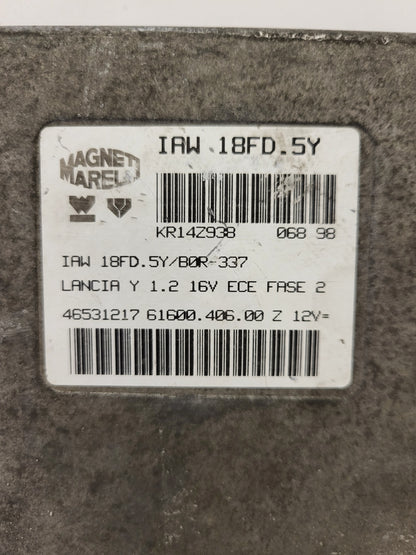 MAGNETI MARELLI
IAW 18FD.5Y
KR14Z938 068 98
IAW 18FD.5Y/B0R-337
LANCIA Y 1.2 16V ECE FASE 2
46531217 61600.406.00 Z 12V=